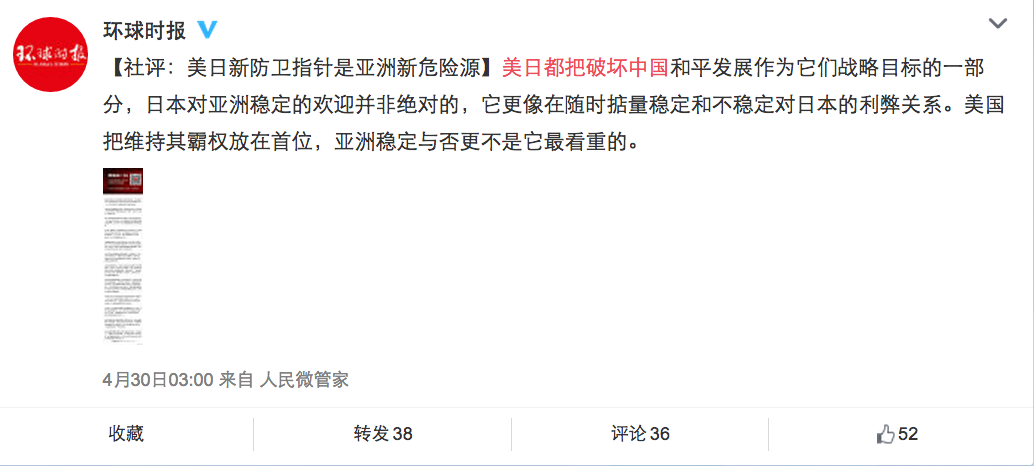 环球时报
环球时报
【社评：美日新防卫指针是亚洲新危险源】美日都把破坏中国和平发展作为它们战略目标的一部
分，日本对亚洲稳定的欢迎并非绝对的，它更像在随时掂量稳定和不稳定对日本的利弊关系。美国
把维持其霸权放在首位，亚洲稳定与否更不是它最看重的。
4月30日03:00 来自 人民微管家
收藏 转发 38 评论 36 52